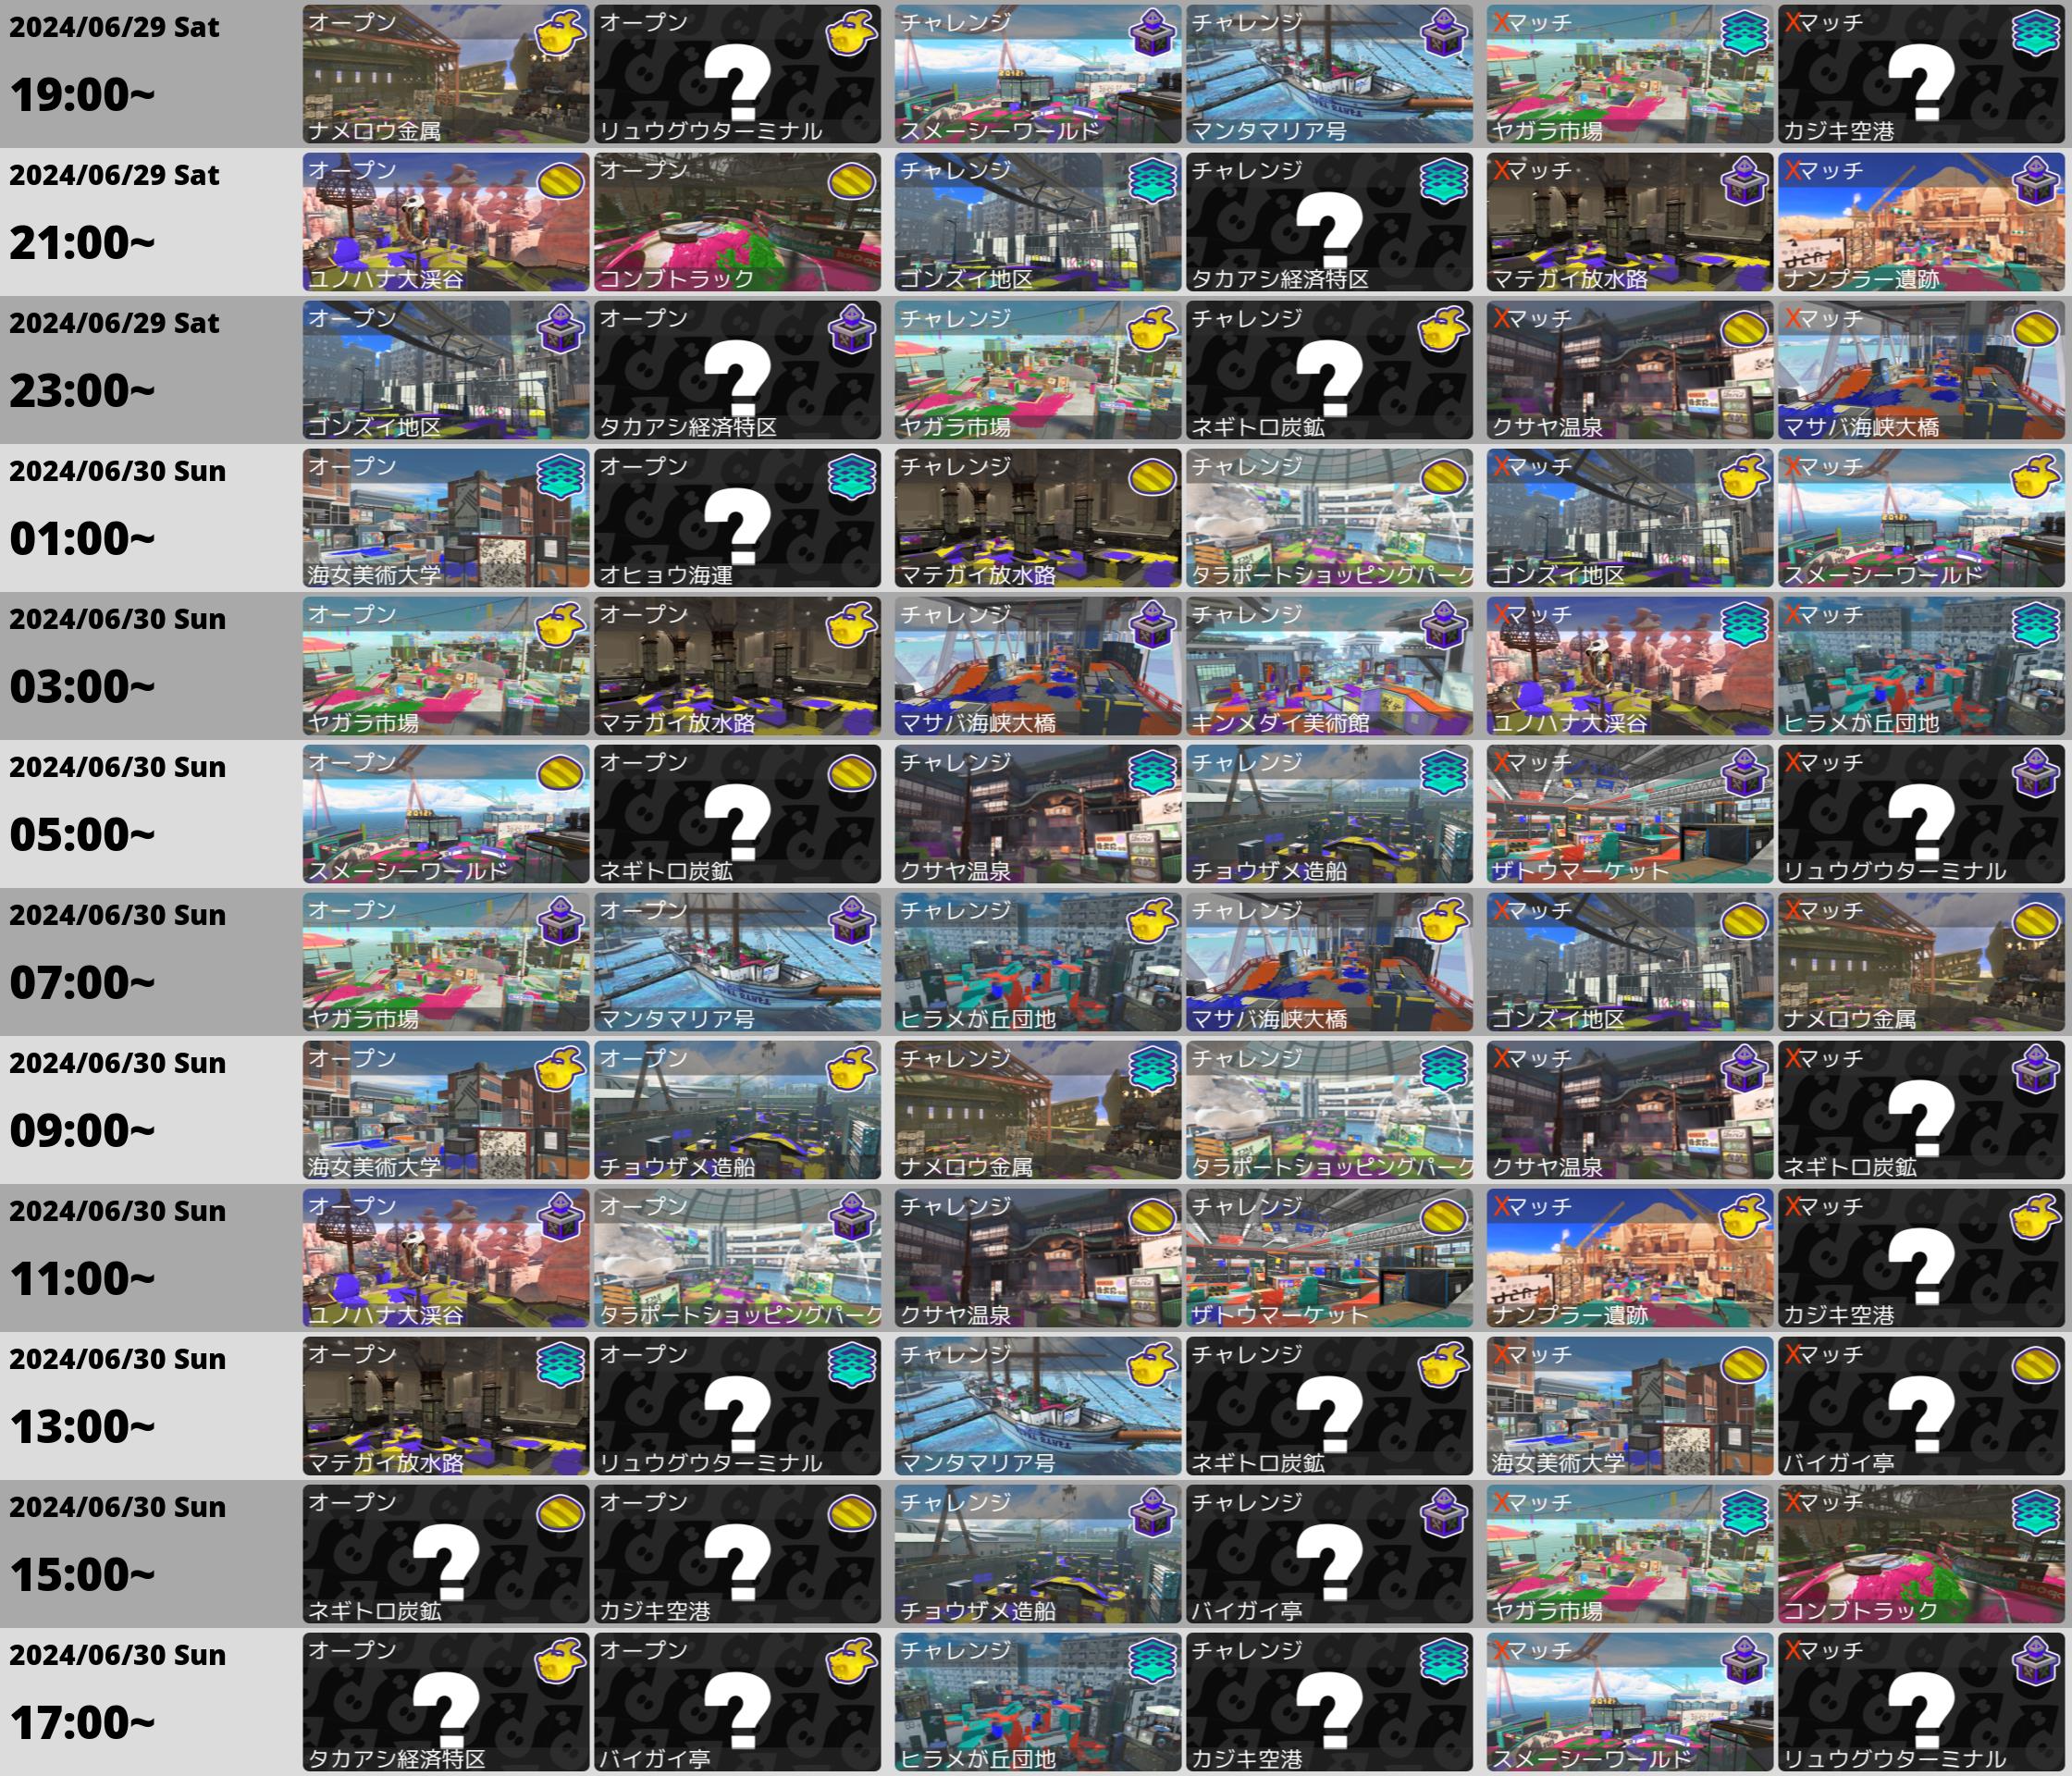 2024/06/29 Sat
19:00~
オープン オープン チャレンジ チャレンジ Xマッチ Xマッチ
ナメロウ金属 リュウグウターミナル スメーシーワールド マンタマリア号 ヤガラ市場 カジキ空港
2024/06/29 Sat
21:00~
オープン オープン チャレンジ チャレンジ Xマッチ Xマッチ
ユノハナ大渓谷 コンブトラック ゴンズイ地区 タカアシ経済特区 マテガイ放水路 ナンプラー遺跡
2024/06/29 Sat
23:00~
オープン オープン チャレンジ チャレンジ Xマッチ Xマッチ
ゴンズイ地区 タカアシ経済特区 ヤガラ市場 ネギトロ炭鉱 クサヤ温泉 マサバ海峡大橋
2024/06/30 Sun
01:00~
オープン オープン チャレンジ チャレンジ Xマッチ Xマッチ
海女美術大学 オヒョウ海運 マテガイ放水路 タラポートショッピングパーク ゴンズイ地区 スメーシーワールド
2024/06/30 Sun
03:00~
オープン オープン チャレンジ チャレンジ Xマッチ Xマッチ
ヤガラ市場 マテガイ放水路 マサバ海峡大橋 キンメダイ美術館 ユノハナ大渓谷 ヒラメが丘団地
2024/06/30 Sun
05:00~
オープン オープン チャレンジ チャレンジ Xマッチ Xマッチ
スメーシーワールド ネギトロ炭鉱 クサヤ温泉 チョウザメ造船 ザトウマーケット リュウグウターミナル
2024/06/30 Sun
07:00~
オープン オープン チャレンジ チャレンジ Xマッチ Xマッチ
ヤガラ市場 マンタマリア号 ヒラメが丘団地 マサバ海峡大橋 ゴンズイ地区 ナメロウ金属
2024/06/30 Sun
09:00~
オープン オープン チャレンジ チャレンジ Xマッチ Xマッチ
海女美術大学 チョウザメ造船 ナメロウ金属 タラポートショッピングパーク クサヤ温泉 ネギトロ炭鉱
2024/06/30 Sun
11:00~
オープン オープン チャレンジ チャレンジ Xマッチ Xマッチ
ユノハナ大渓谷 タラポートショッピングパーク クサヤ温泉 ザトウマーケット ナンプラー遺跡 カジキ空港
2024/06/30 Sun
13:00~
オープン オープン チャレンジ チャレンジ Xマッチ Xマッチ
マテガイ放水路 リュウグウターミナル マンタマリア号 ネギトロ炭鉱 海女美術大学 バイガイ亭
2024/06/30 Sun
15:00~
オープン オープン チャレンジ チャレンジ Xマッチ Xマッチ
ネギトロ炭鉱 カジキ空港 チョウザメ造船 バイガイ亭 ヤガラ市場 コンブトラック
2024/06/30 Sun
17:00~
オープン オープン チャレンジ チャレンジ Xマッチ Xマッチ
タカアシ経済特区 バイガイ亭 ヒラメが丘団地 カジキ空港 スメーシーワールド リュウグウターミナル